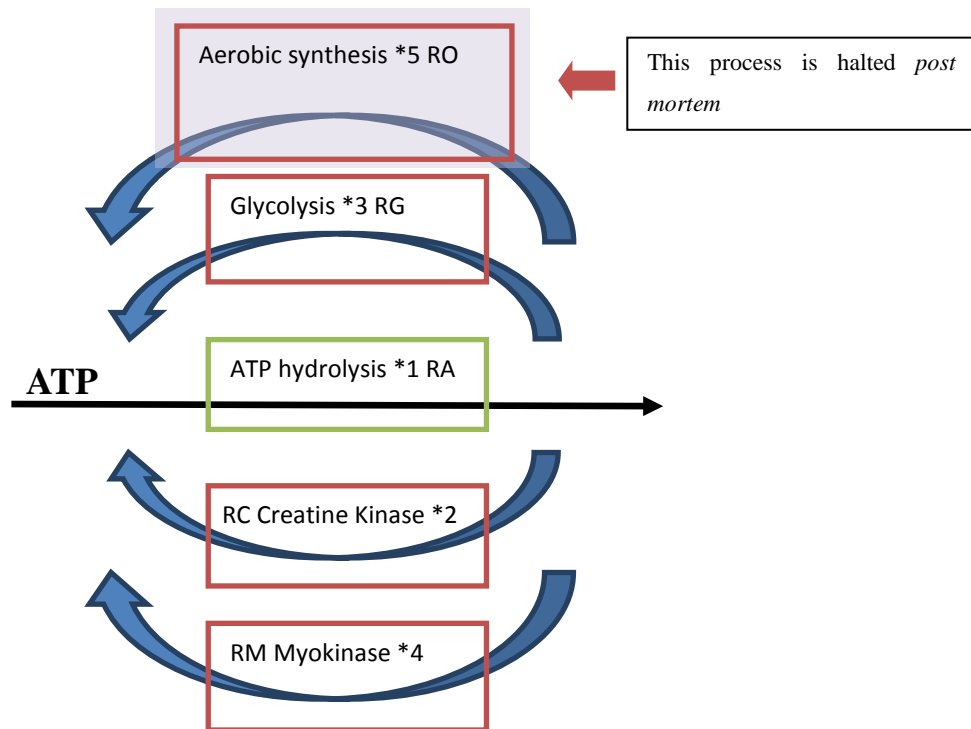 Aerobic synthesis *5 RO
This process is halted post
mortem
Glycolysis *3 RG
ATP hydrolysis *1 RA
ATP
RC Creatine Kinase *2
RM Myokinase *4